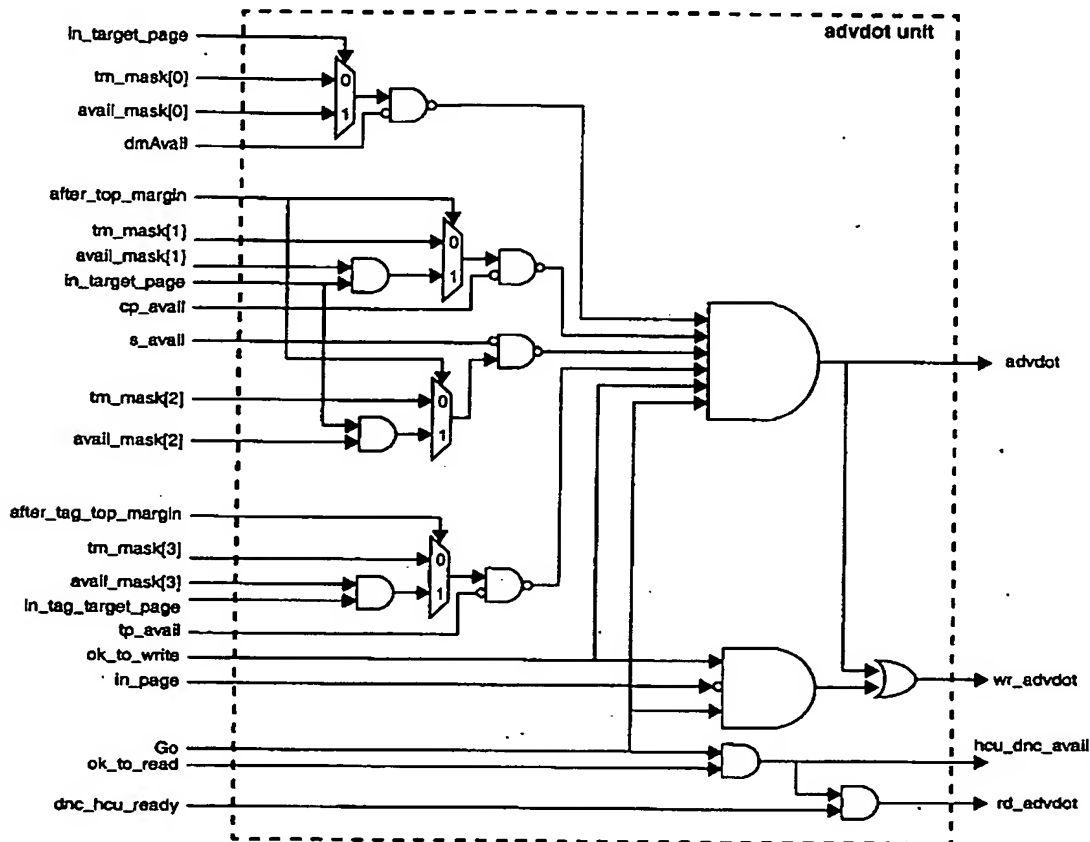 advdot unit
in_target_page
tm_mask[0]
avail_mask[0]
dmAvail
0
1
after_top_margin
tm_mask[1]
avail_mask[1]
in_target_page
cp_avail
0
1
s_avail
tm_mask[2]
avail_mask[2]
0
1
advdot
after_tag_top_margin
tm_mask[3]
avail_mask[3]
in_tag_target_page
tp_avail
0
1
ok_to_write
in_page
wr_advdot
Go
ok_to_read
hcu_dnc_avail
dnc_hcu_ready
rd_advdot